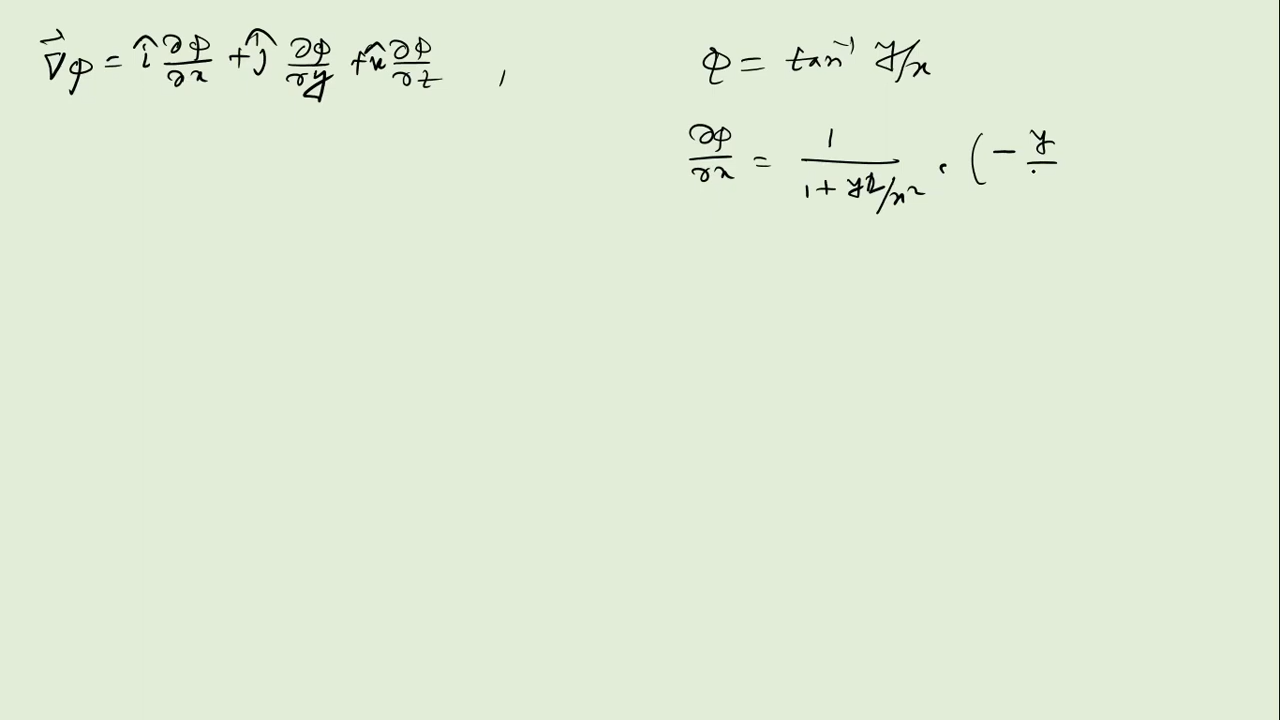 ∇⃗φ = î ∂φ/∂x + ĵ ∂φ/∂y + k̂ ∂φ/∂z ,
φ = tan⁻¹ y/x
∂φ/∂x = 1/(1 + y²/x²) . (− y/